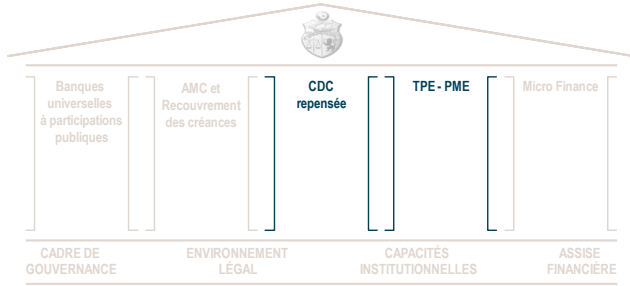 Banques
universelles
à participations
publiques
AMC et
Recouvrement
des créances
CDC
repensée
TPE - PME
Micro Finance
CADRE DE
GOUVERNANCE
ENVIRONNEMENT
LÉGAL
CAPACITÉS
INSTITUTIONNELLES
ASSISE
FINANCIÈRE